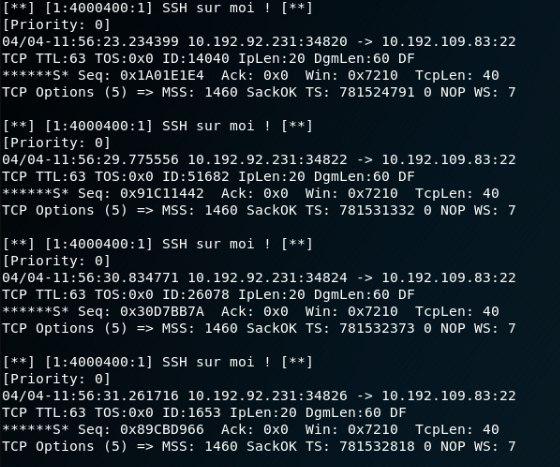 [**] [1:4000400:1] SSH sur moi ! [**]
[Priority: 0]
04/04-11:56:23.234399 10.192.92.231:34820 -> 10.192.109.83:22
TCP TTL:63 TOS:0x0 ID:14040 IpLen:20 DgmLen:60 DF
******S* Seq: 0x1A01E1E4  Ack: 0x0  Win: 0x7210  TcpLen: 40
TCP Options (5) => MSS: 1460 SackOK TS: 781524791 0 NOP WS: 7

[**] [1:4000400:1] SSH sur moi ! [**]
[Priority: 0]
04/04-11:56:29.775556 10.192.92.231:34822 -> 10.192.109.83:22
TCP TTL:63 TOS:0x0 ID:51682 IpLen:20 DgmLen:60 DF
******S* Seq: 0x91C11442  Ack: 0x0  Win: 0x7210  TcpLen: 40
TCP Options (5) => MSS: 1460 SackOK TS: 781531332 0 NOP WS: 7

[**] [1:4000400:1] SSH sur moi ! [**]
[Priority: 0]
04/04-11:56:30.834771 10.192.92.231:34824 -> 10.192.109.83:22
TCP TTL:63 TOS:0x0 ID:26078 IpLen:20 DgmLen:60 DF
******S* Seq: 0x30D7BB7A  Ack: 0x0  Win: 0x7210  TcpLen: 40
TCP Options (5) => MSS: 1460 SackOK TS: 781532373 0 NOP WS: 7

[**] [1:4000400:1] SSH sur moi ! [**]
[Priority: 0]
04/04-11:56:31.261716 10.192.92.231:34826 -> 10.192.109.83:22
TCP TTL:63 TOS:0x0 ID:1653 IpLen:20 DgmLen:60 DF
******S* Seq: 0x89CBD966  Ack: 0x0  Win: 0x7210  TcpLen: 40
TCP Options (5) => MSS: 1460 SackOK TS: 781532818 0 NOP WS: 7